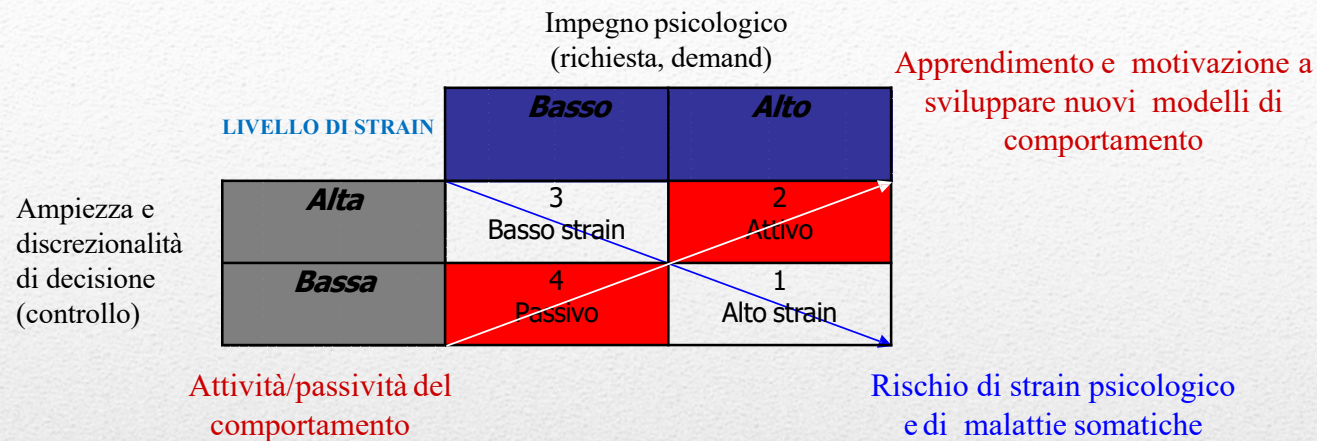 Impegno psicologico
(richiesta, demand)
Apprendimento e motivazione a
sviluppare nuovi modelli di
comportamento
LIVELLO DI STRAIN
Basso
Alto
Ampiezza e
discrezionalità
di decisione
(controllo)
Alta
3
Basso strain
2
Attivo
Bassa
4
Passivo
1
Alto strain
Attività/passività del
comportamento
Rischio di strain psicologico
e di malattie somatiche